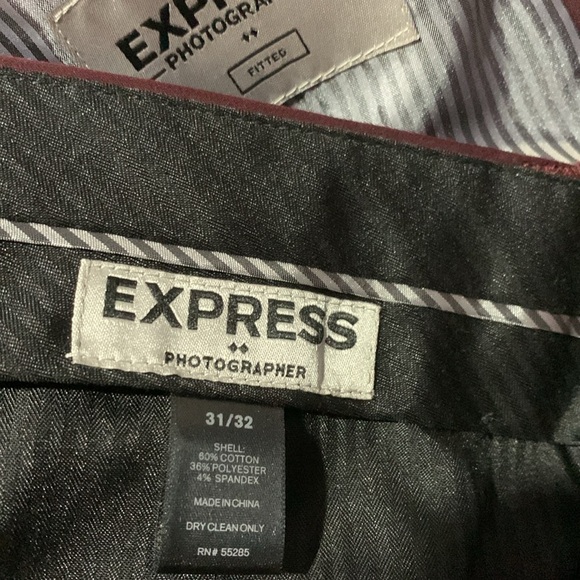 EXPRESS
PHOTOGRAPHER
FITTED
EXPRESS
PHOTOGRAPHER
31/32
SHELL:
60% COTTON
36% POLYESTER
4% SPANDEX
MADE IN CHINA
DRY CLEAN ONLY
RN# 55285